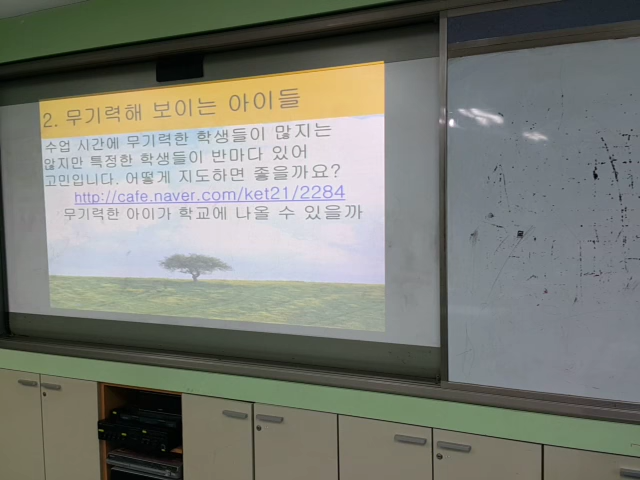 2. 무기력해 보이는 아이들
수업 시간에 무기력한 학생들이 많지는
않지만 특정한 학생들이 반마다 있어
고민입니다. 어떻게 지도하면 좋을까요?
http://cafe.naver.com/ket21/2284
무기력한 아이가 학교에 나올 수 있을까